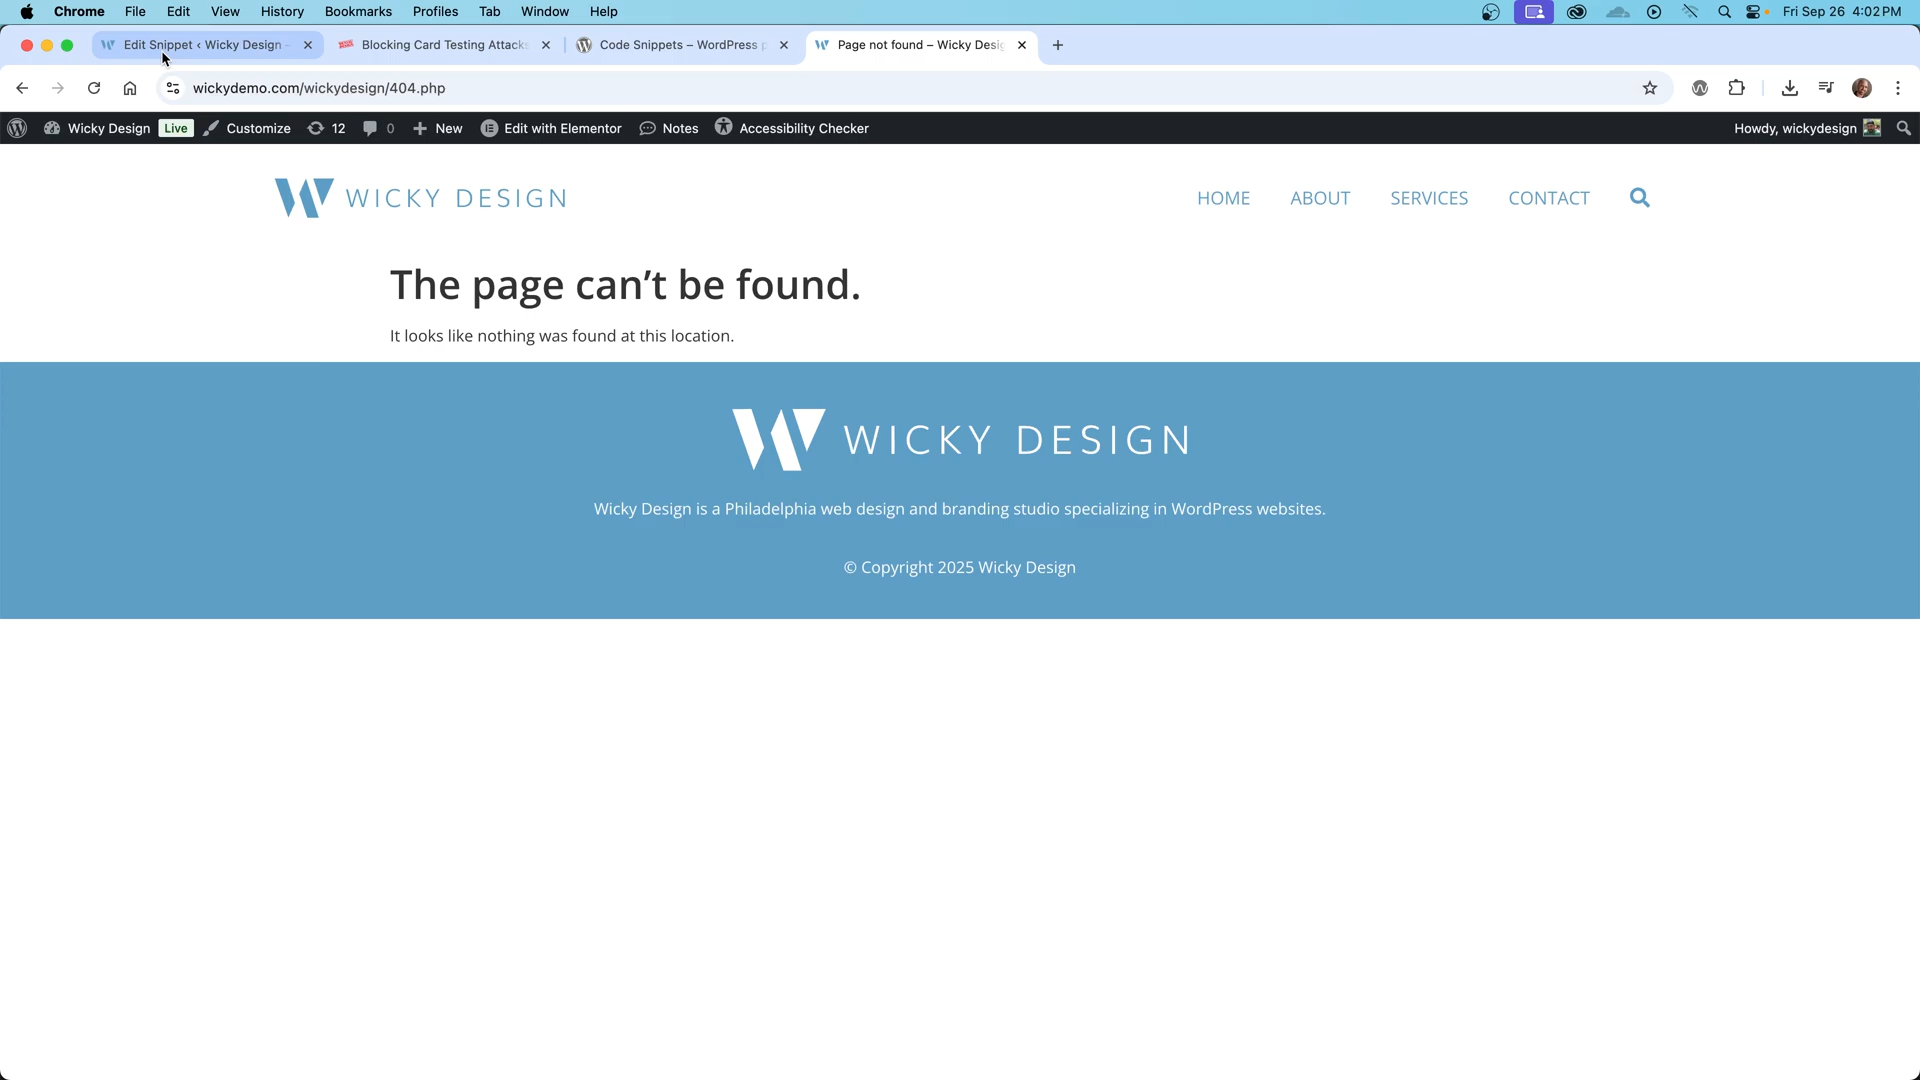 Chrome File Edit View History Bookmarks Profiles Tab Window Help Fri Sep 26 4:02 PM
Edit Snippet ‹ Wicky Design - Blocking Card Testing Attacks Code Snippets – WordPress p Page not found – Wicky Desig
wickydemo.com/wickydesign/404.php
Wicky Design Live Customize 12 0 New Edit with Elementor Notes Accessibility Checker Howdy, wickydesign
WICKY DESIGN HOME ABOUT SERVICES CONTACT
The page can’t be found.
It looks like nothing was found at this location.
WICKY DESIGN
Wicky Design is a Philadelphia web design and branding studio specializing in WordPress websites.
© Copyright 2025 Wicky Design